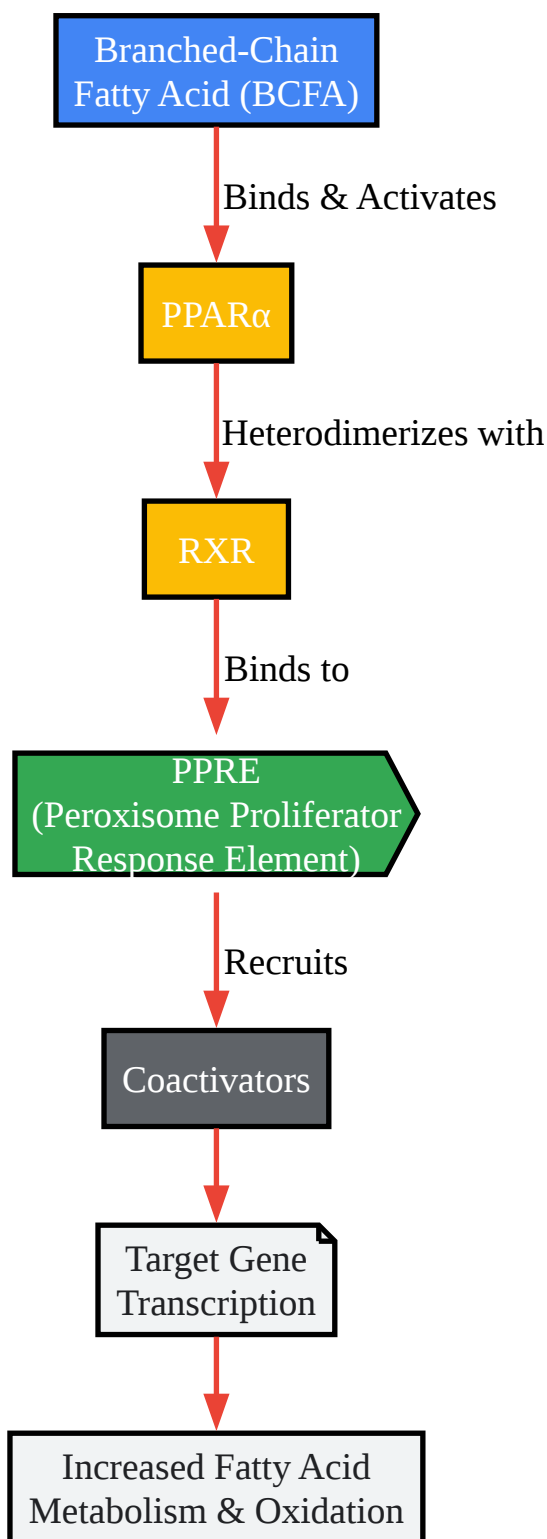 Branched-Chain
Fatty Acid (BCFA)
Binds & Activates
PPARα
Heterodimerizes with
RXR
Binds to
PPRE
(Peroxisome Proliferator
Response Element)
Recruits
Coactivators
Target Gene
Transcription
Increased Fatty Acid
Metabolism & Oxidation